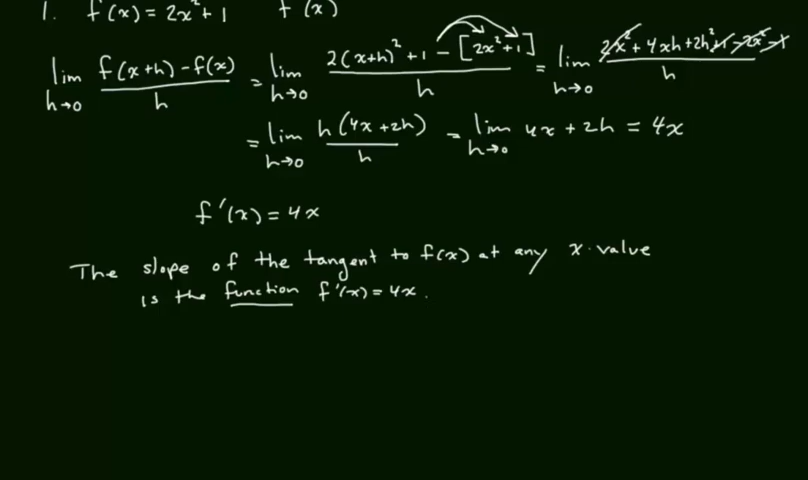 1. f(x) = 2x² + 1 f'(x)
lim h→0 f(x+h) - f(x) / h = lim h→0 2(x+h)² + 1 - [2x² + 1] / h = lim h→0 2x² + 4xh + 2h² + 1 - 2x² - 1 / h
= lim h→0 h(4x + 2h) / h = lim h→0 4x + 2h = 4x
f'(x) = 4x
The slope of the tangent to f(x) at any x-value
is the function f'(x) = 4x.